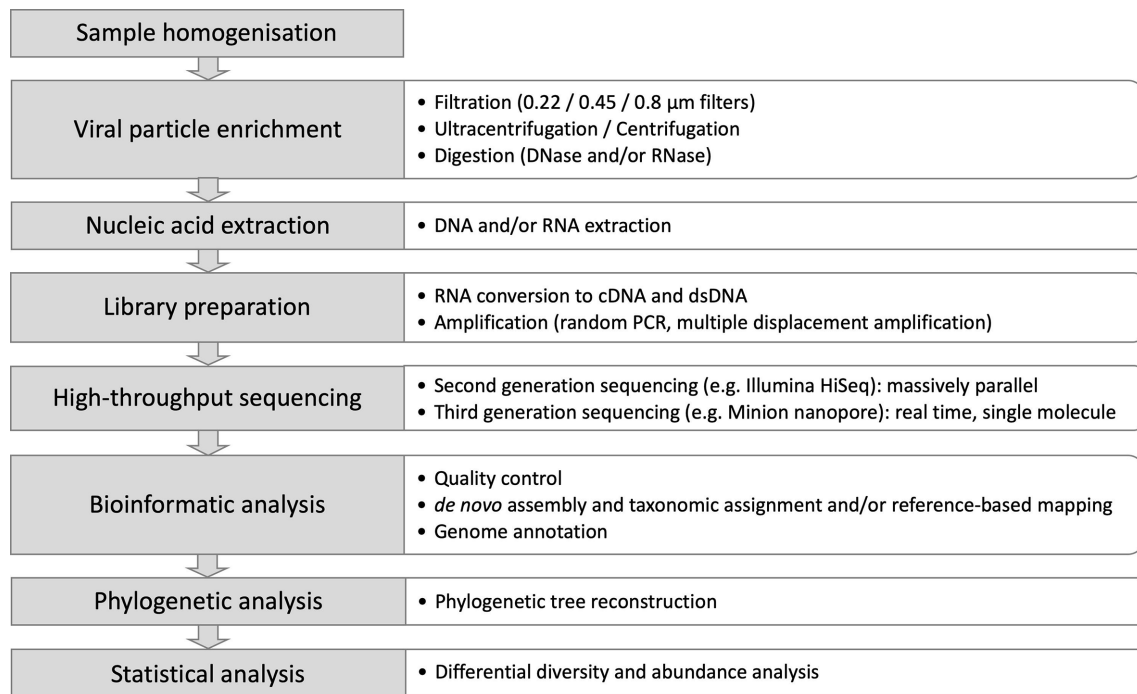 Sample homogenisation
Viral particle enrichment
• Filtration (0.22 / 0.45 / 0.8 µm filters)
• Ultracentrifugation / Centrifugation
• Digestion (DNase and/or RNase)
Nucleic acid extraction
• DNA and/or RNA extraction
Library preparation
• RNA conversion to cDNA and dsDNA
• Amplification (random PCR, multiple displacement amplification)
High-throughput sequencing
• Second generation sequencing (e.g. Illumina HiSeq): massively parallel
• Third generation sequencing (e.g. Minion nanopore): real time, single molecule
Bioinformatic analysis
• Quality control
• de novo assembly and taxonomic assignment and/or reference-based mapping
• Genome annotation
Phylogenetic analysis
• Phylogenetic tree reconstruction
Statistical analysis
• Differential diversity and abundance analysis